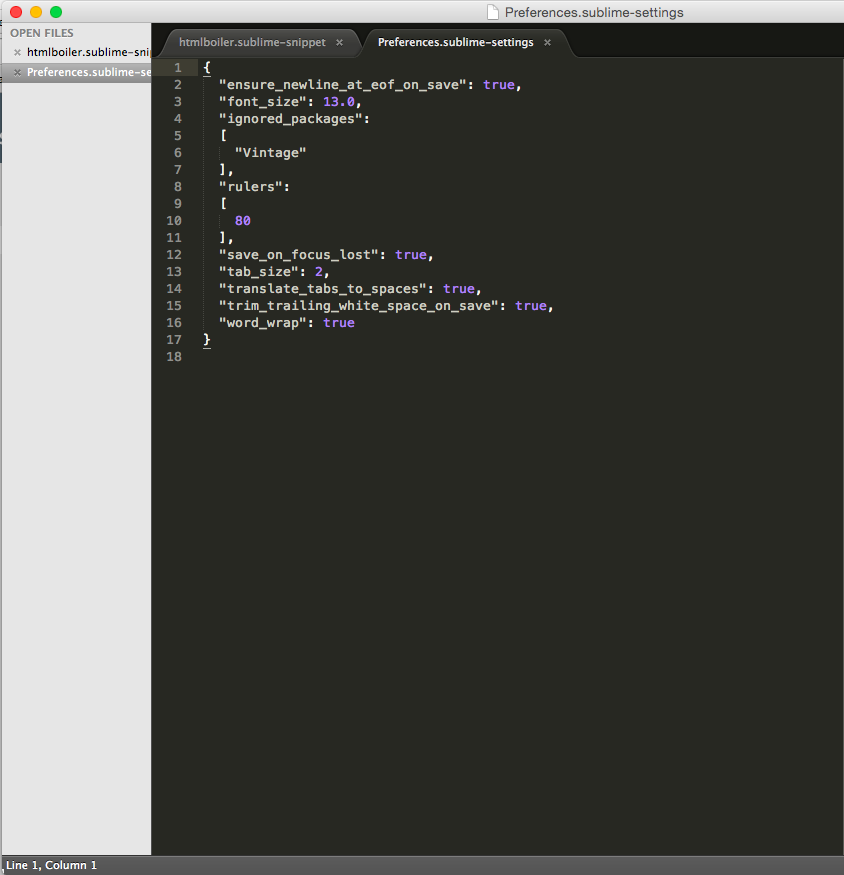 Preferences.sublime-settings
OPEN FILES
× htmlboiler.sublime-sni
× Preferences.sublime-se
htmlboiler.sublime-snippet ×
Preferences.sublime-settings ×
1 {
2   "ensure_newline_at_eof_on_save": true,
3   "font_size": 13.0,
4   "ignored_packages":
5   [
6     "Vintage"
7   ],
8   "rulers":
9   [
10     80
11   ],
12   "save_on_focus_lost": true,
13   "tab_size": 2,
14   "translate_tabs_to_spaces": true,
15   "trim_trailing_white_space_on_save": true,
16   "word_wrap": true
17 }
18
Line 1, Column 1